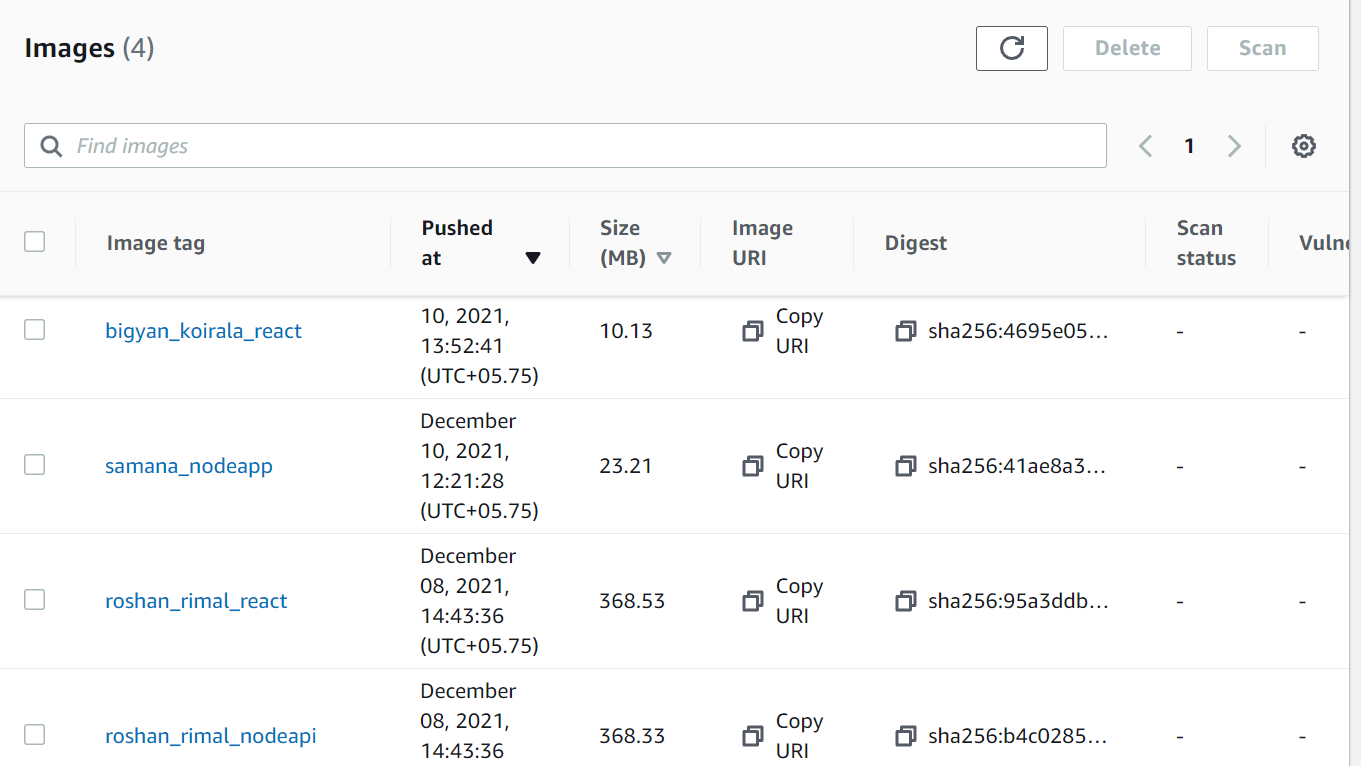 Images (4)
Delete
Scan
Find images
1
Image tag
Pushed at
Size (MB)
Image URI
Digest
Scan status
Vulne
bigyan_koirala_react
10, 2021,
13:52:41
(UTC+05.75)
10.13
Copy URI
sha256:4695e05...
-
-
samana_nodeapp
December
10, 2021,
12:21:28
(UTC+05.75)
23.21
Copy URI
sha256:41ae8a3...
-
-
roshan_rimal_react
December
08, 2021,
14:43:36
(UTC+05.75)
368.53
Copy URI
sha256:95a3ddb...
-
-
roshan_rimal_nodeapi
December
08, 2021,
14:43:36
368.33
Copy URI
sha256:b4c0285...
-
-